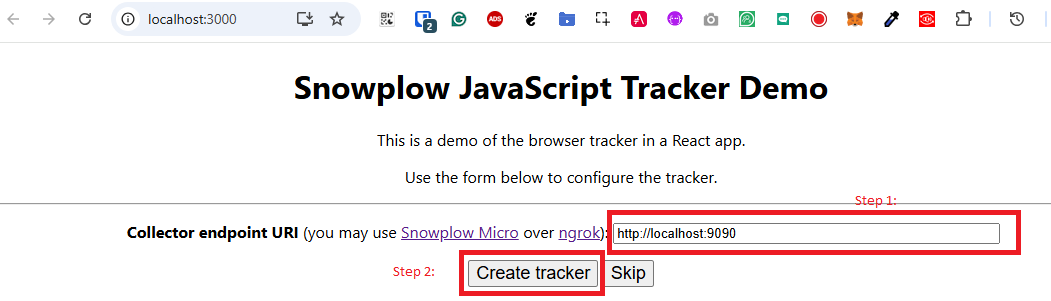 localhost:3000
2
ADS
Snowplow JavaScript Tracker Demo
This is a demo of the browser tracker in a React app.
Use the form below to configure the tracker.
Step 1:
Collector endpoint URI (you may use Snowplow Micro over ngrok): http://localhost:9090
Step 2: Create tracker Skip